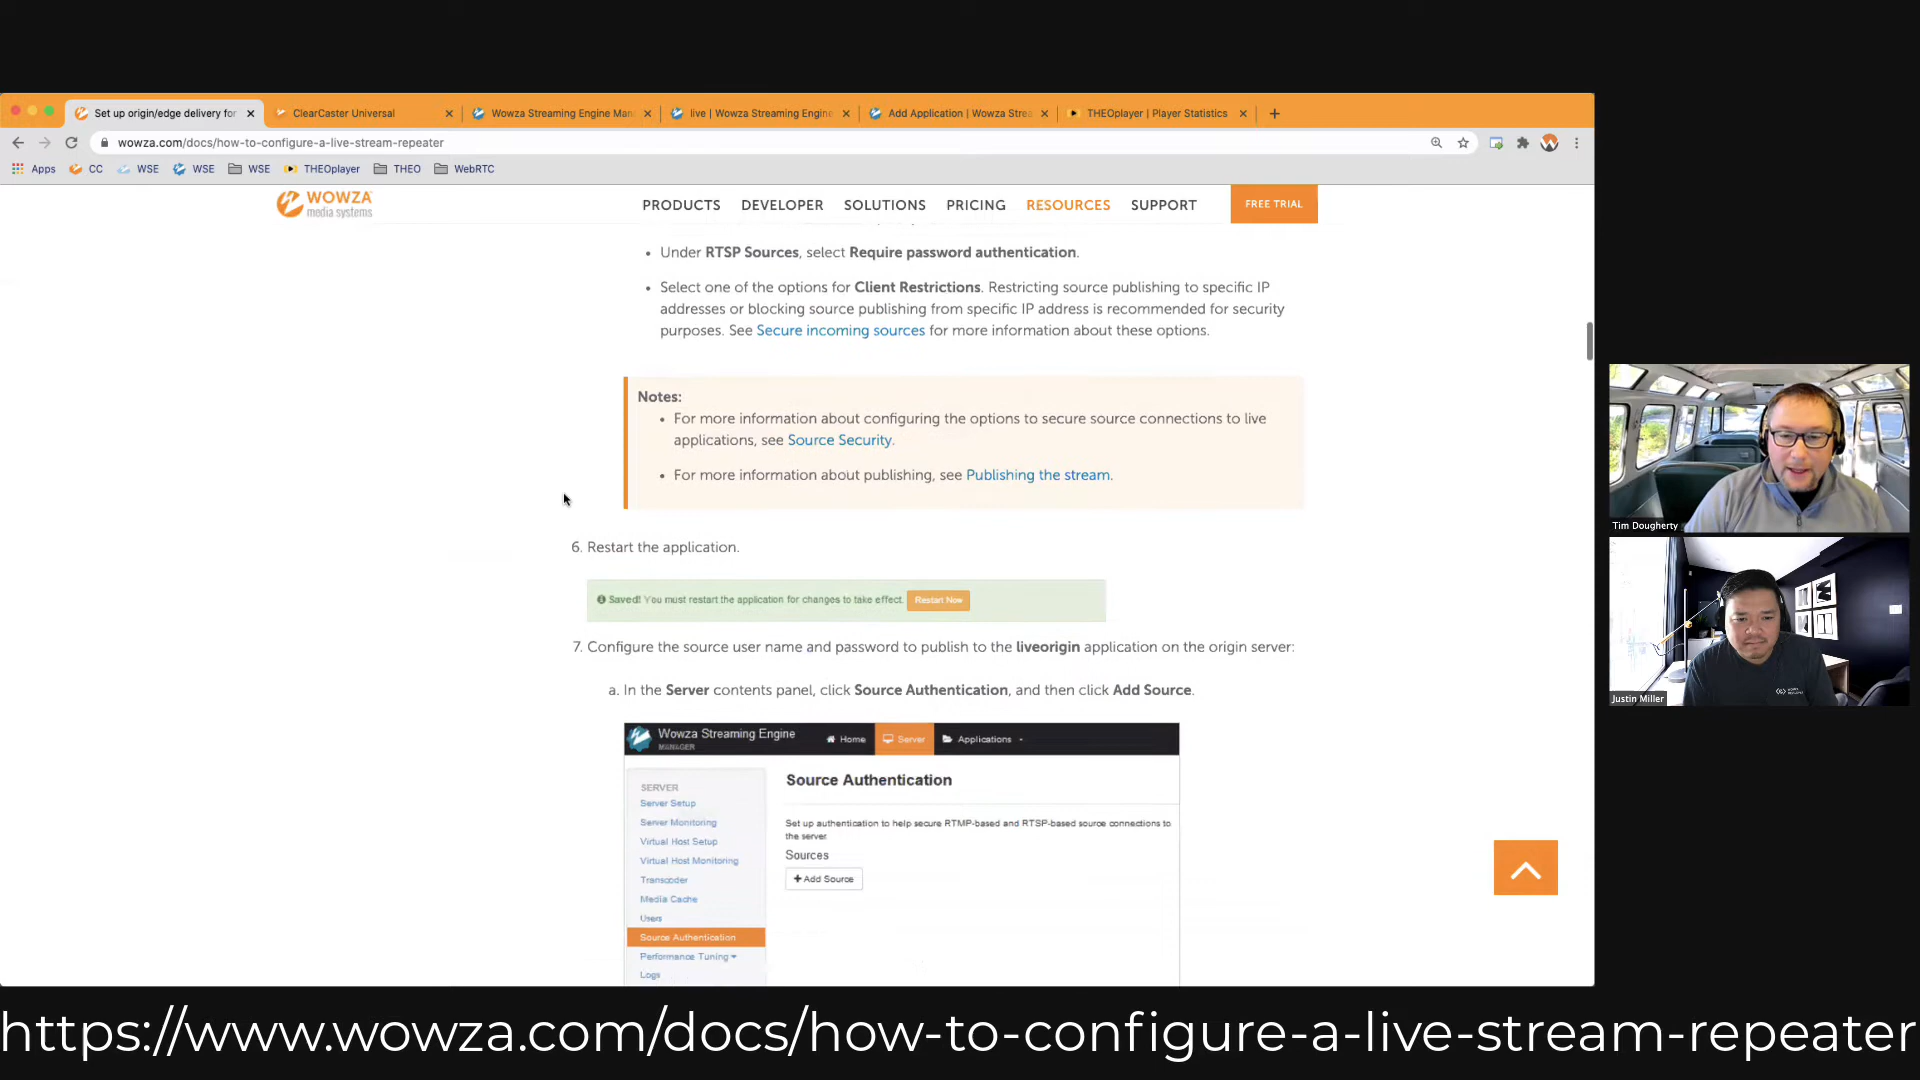 Set up origin/edge delivery for
ClearCaster Universal
Wowza Streaming Engine Man
live | Wowza Streaming Engine
Add Application | Wowza Strea
THEOplayer | Player Statistics
wowza.com/docs/how-to-configure-a-live-stream-repeater
Apps CC WSE WSE WSE THEOplayer THEO WebRTC
WOWZA
media systems
PRODUCTS DEVELOPER SOLUTIONS PRICING RESOURCES SUPPORT FREE TRIAL
• Under RTSP Sources, select Require password authentication.
• Select one of the options for Client Restrictions. Restricting source publishing to specific IP
addresses or blocking source publishing from specific IP address is recommended for security
purposes. See Secure incoming sources for more information about these options.
Notes:
• For more information about configuring the options to secure source connections to live
applications, see Source Security.
• For more information about publishing, see Publishing the stream.
6. Restart the application.
Saved! You must restart the application for changes to take effect. Restart Now
7. Configure the source user name and password to publish to the liveorigin application on the origin server:
a. In the Server contents panel, click Source Authentication, and then click Add Source.
Wowza Streaming Engine
MANAGER
Home Server Applications
SERVER
Server Setup
Server Monitoring
Virtual Host Setup
Virtual Host Monitoring
Transcoder
Media Cache
Users
Source Authentication
Performance Tuning
Logs
Source Authentication
Set up authentication to help secure RTMP-based and RTSP-based source connections to
the server.
Sources
+ Add Source
Tim Dougherty
Justin Miller
https://www.wowza.com/docs/how-to-configure-a-live-stream-repeater